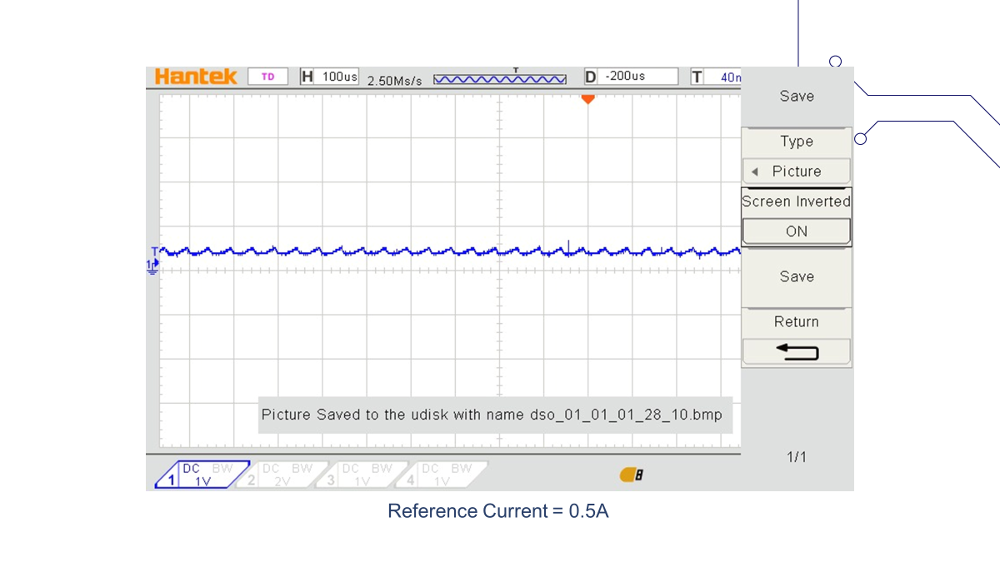 Hantek TD H 100us 2.50Ms/s T D -200us T 40n
Save
Type
Picture
Screen Inverted
ON
T
1
Save
Return
Picture Saved to the udisk with name dso_01_01_01_28_10.bmp
1/1
1 DC BW 1V
2 DC BW 2V
3 DC BW 1V
4 DC BW 1V
Reference Current = 0.5A